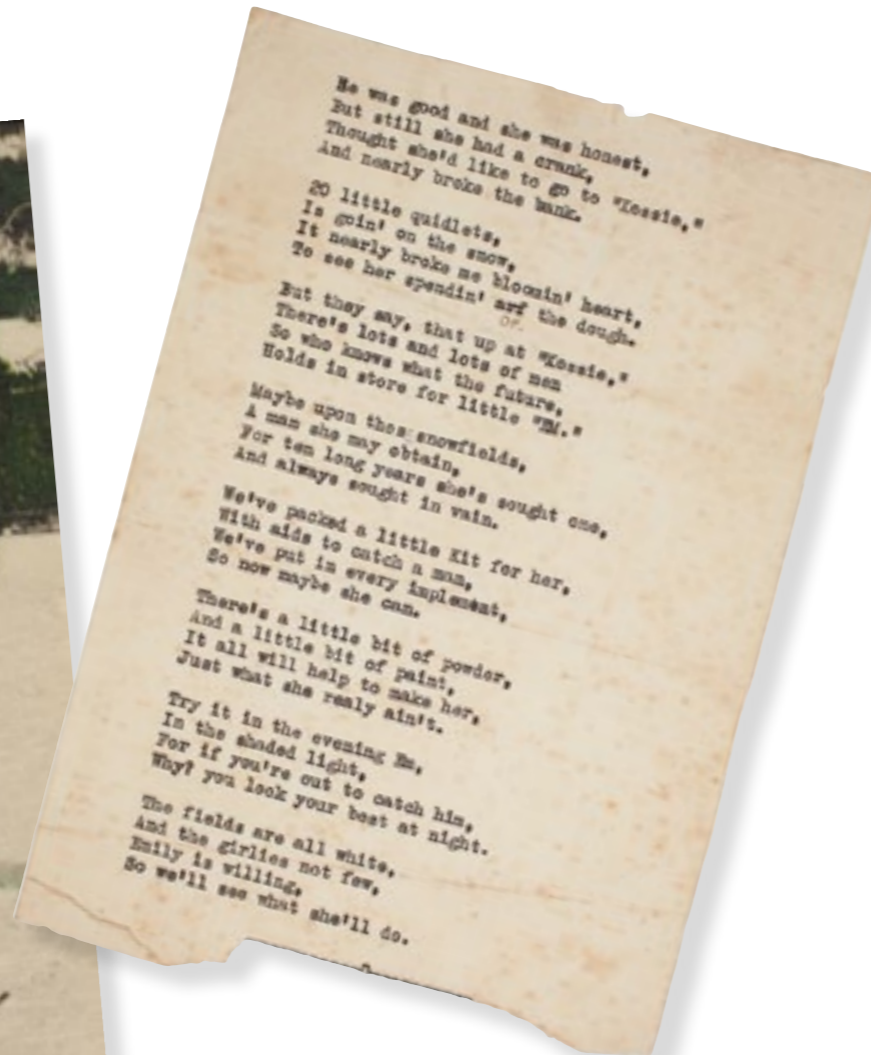 He was good and she was honest,
But still she had a crank,
Thought she'd like to go to "Kossie,"
And nearly broke the bank.
20 little quidlets,
Is goin' on the snow,
It nearly broke me bloomin' heart,
To see her spendin' arf the dough.
But they say, that up at "Kossie,"
There's lots and lots of men
So who knows what the future,
Holds in store for little "EM."
Maybe upon thos snowfields,
A man she may obtain,
For ten long years she's sought one,
And always sought in vain.
We've packed a little Kit for her,
With aids to catch a man,
We've put in every implement,
So now maybe she can.
There's a little bit of powder,
And a little bit of paint,
It all will help to make her,
Just what she realy ain't.
Try it in the evening Em,
In the shaded light,
For if you're out to catch him,
Why? you look your best at night.
The fields are all white,
And the girlies not few,
Emily is willing,
So we'll see what she'll do.